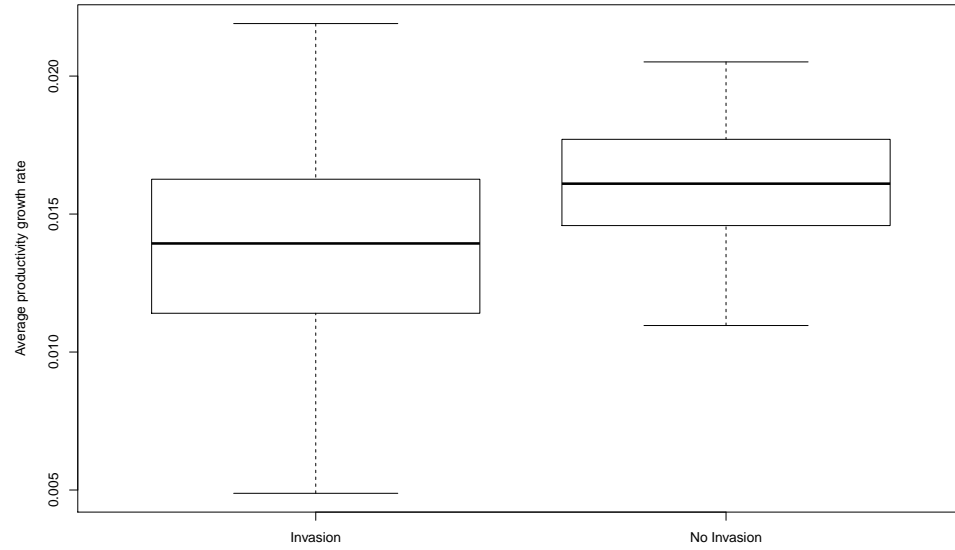 Average productivity growth rate
0.020
0.015
0.010
0.005
Invasion
No Invasion